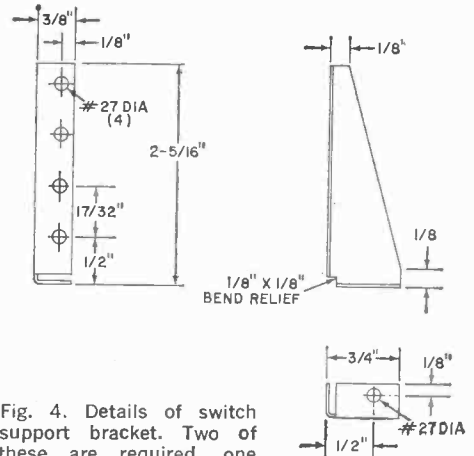 3/8"
1/8"
#27 DIA
(4)
2-5/16"
17/32"
1/2"
1/8"
1/8
1/8" X 1/8"
BEND RELIEF
3/4"
1/8"
#27DIA
1/2"
Fig. 4. Details of switch
support bracket. Two of
these are required, one